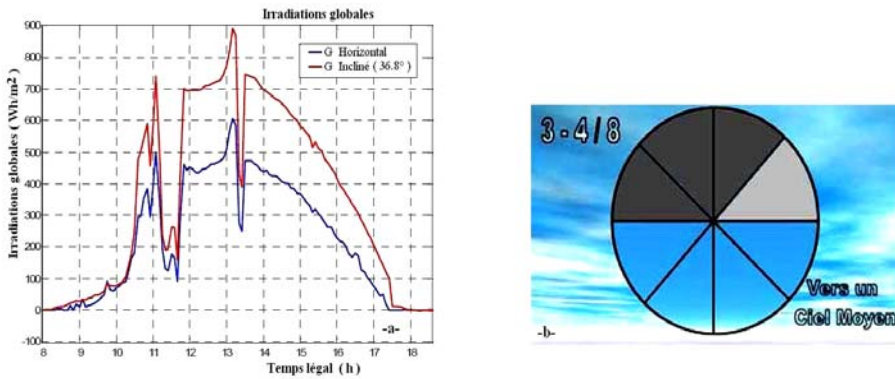 Irradiations globales
900
800
700
600
500
400
300
200
100
0
-100
Irradiations globales ( Wh/m2 )
G Horizontal
G Incliné ( 36.8° )
-a-
8 9 10 11 12 13 14 15 16 17 18
Temps légal ( h )
3 - 4 / 8
Vers un
Ciel Moyen
-b-